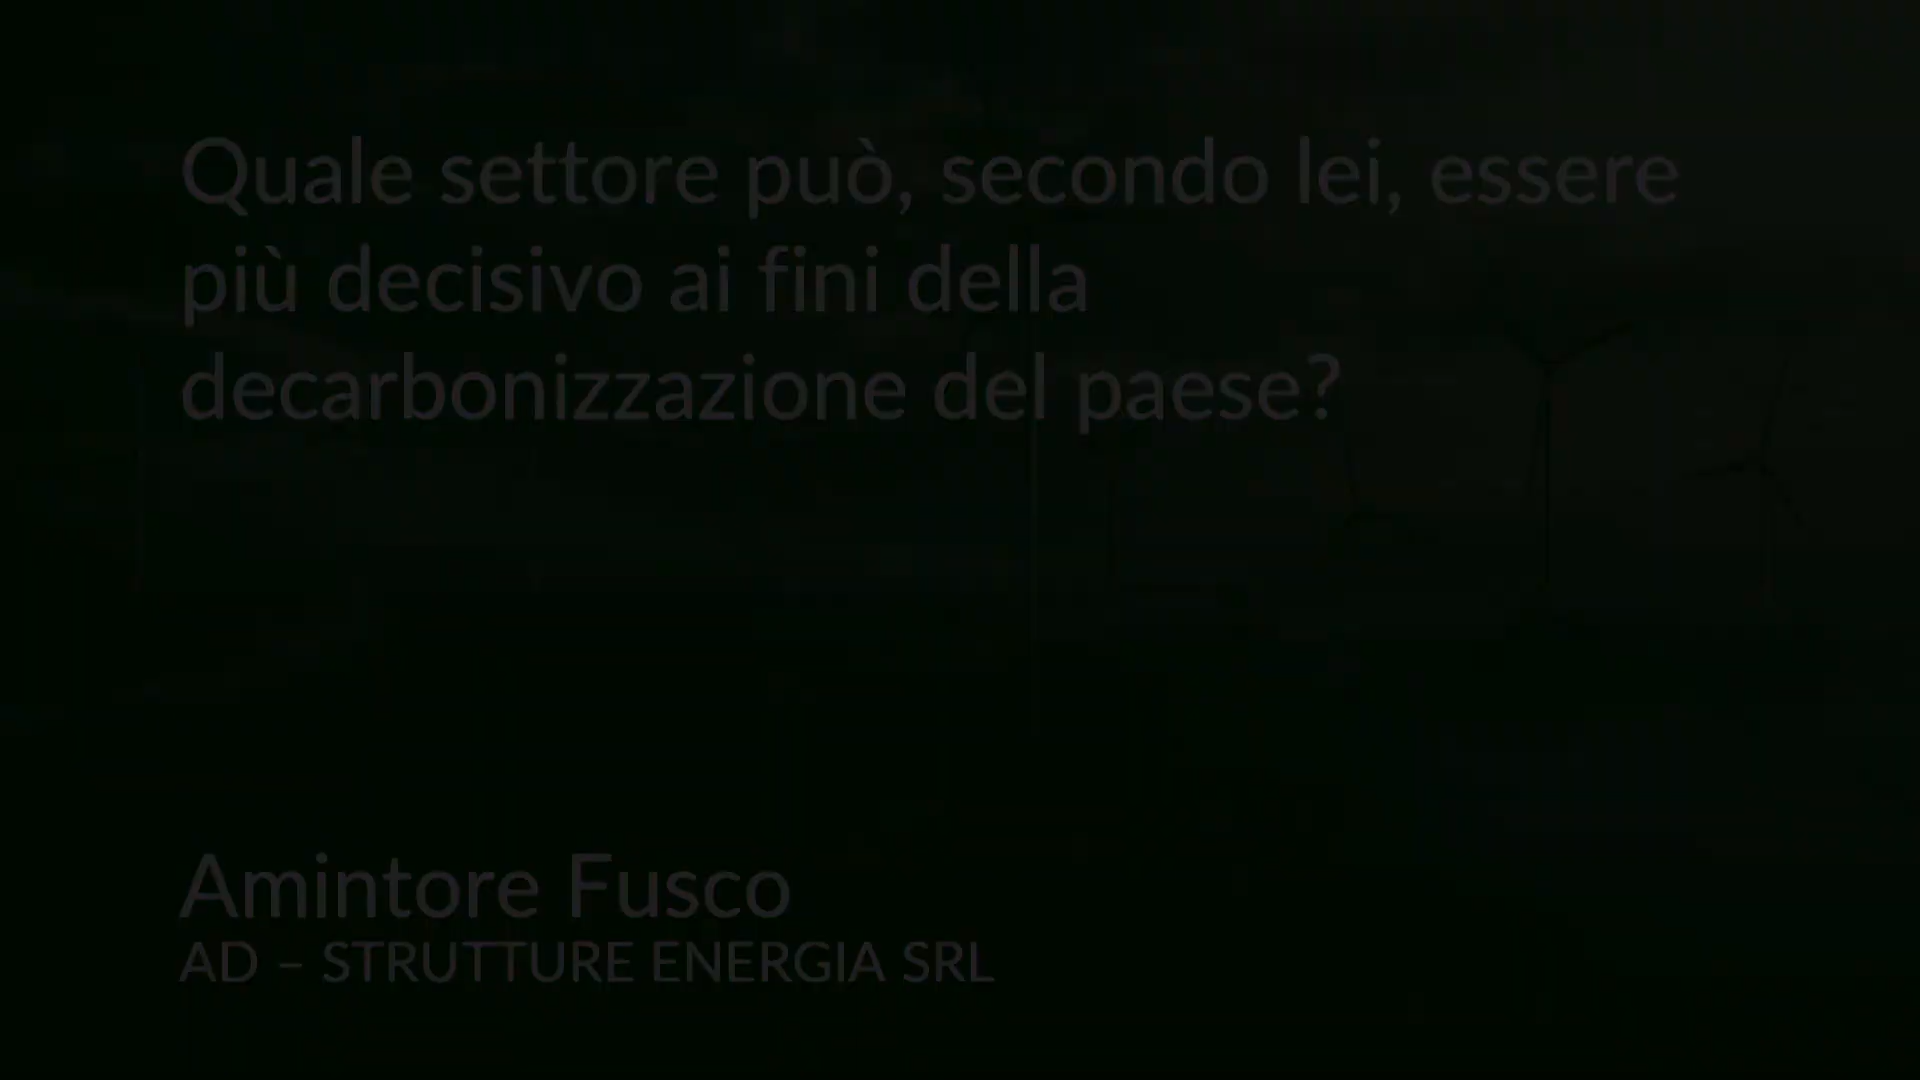 Quale settore può, secondo lei, essere
più decisivo ai fini della
decarbonizzazione del paese?
Amintore Fusco
AD – STRUTTURE ENERGIA SRL